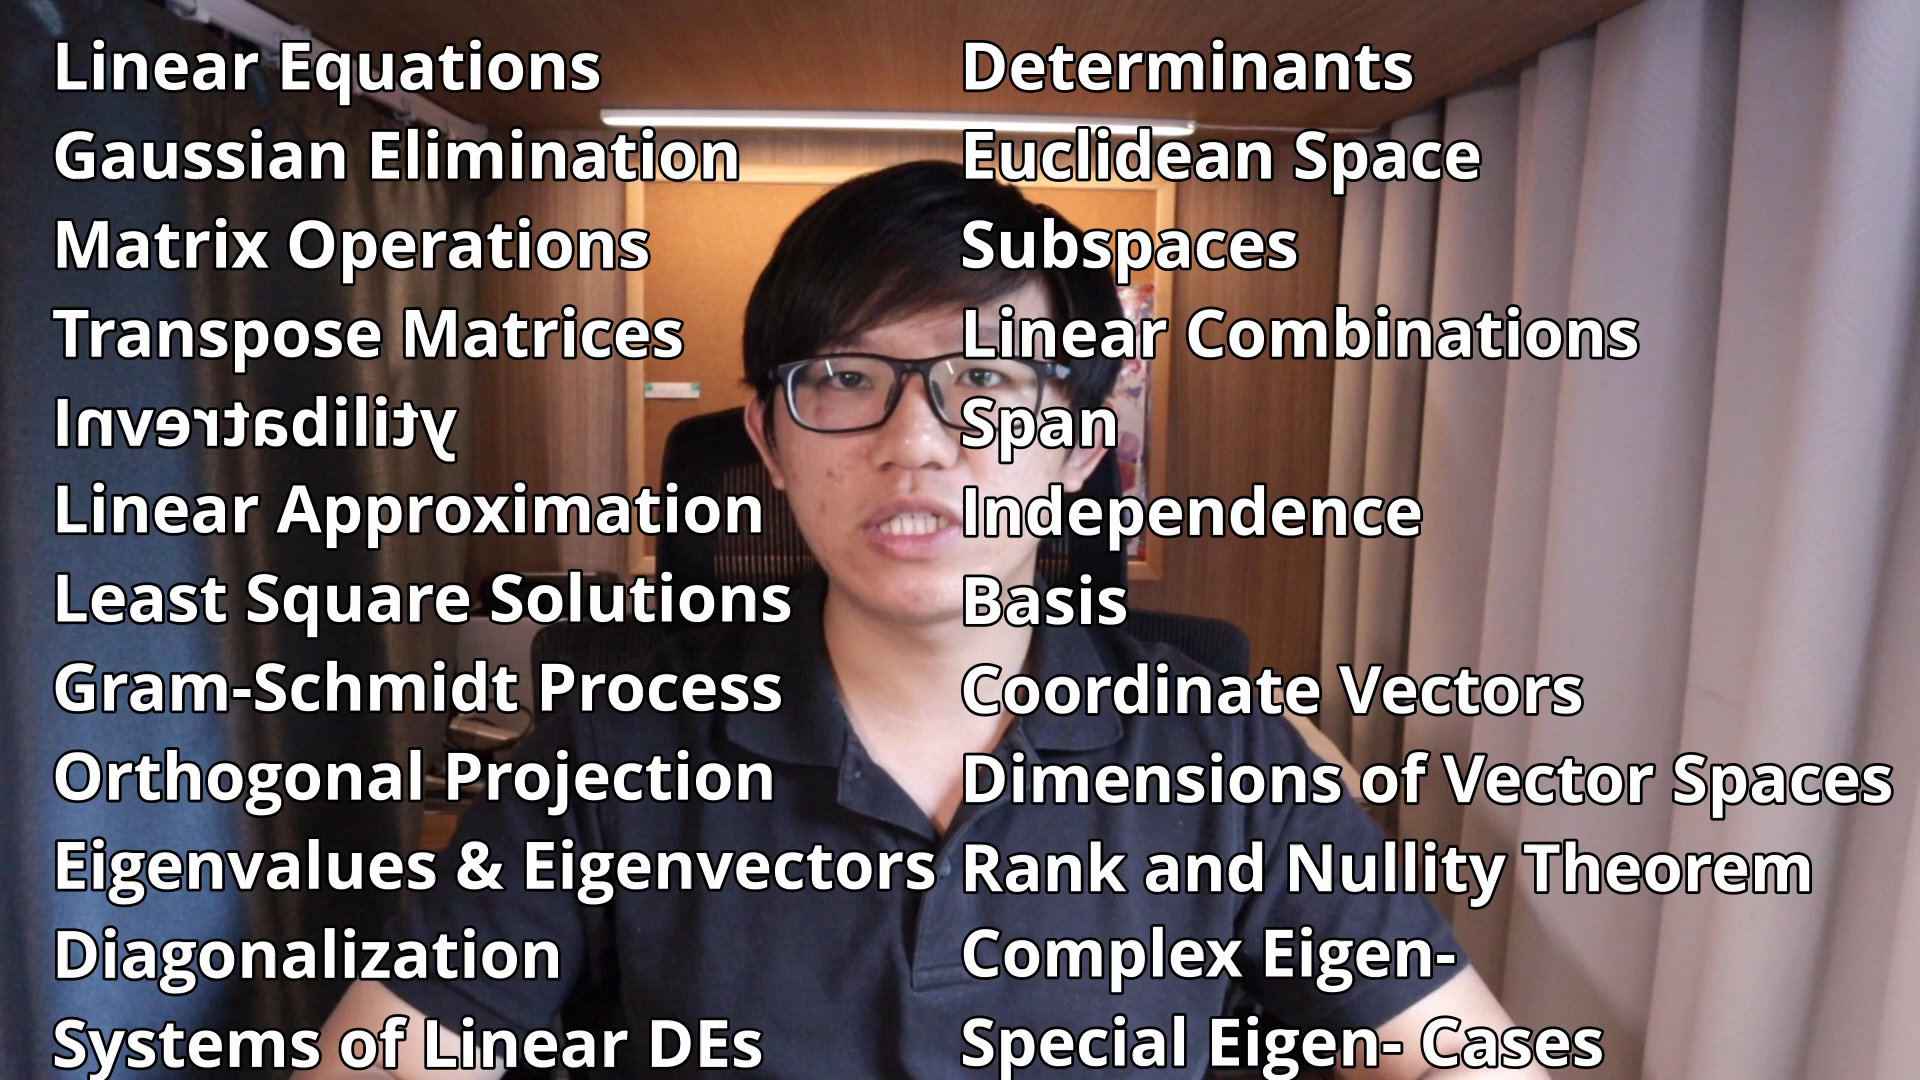 Linear Equations
Gaussian Elimination
Matrix Operations
Transpose Matrices
Invertability
Linear Approximation
Least Square Solutions
Gram-Schmidt Process
Orthogonal Projection
Eigenvalues & Eigenvectors
Diagonalization
Systems of Linear DEs
Determinants
Euclidean Space
Subspaces
Linear Combinations
Span
Independence
Basis
Coordinate Vectors
Dimensions of Vector Spaces
Rank and Nullity Theorem
Complex Eigen-
Special Eigen- Cases